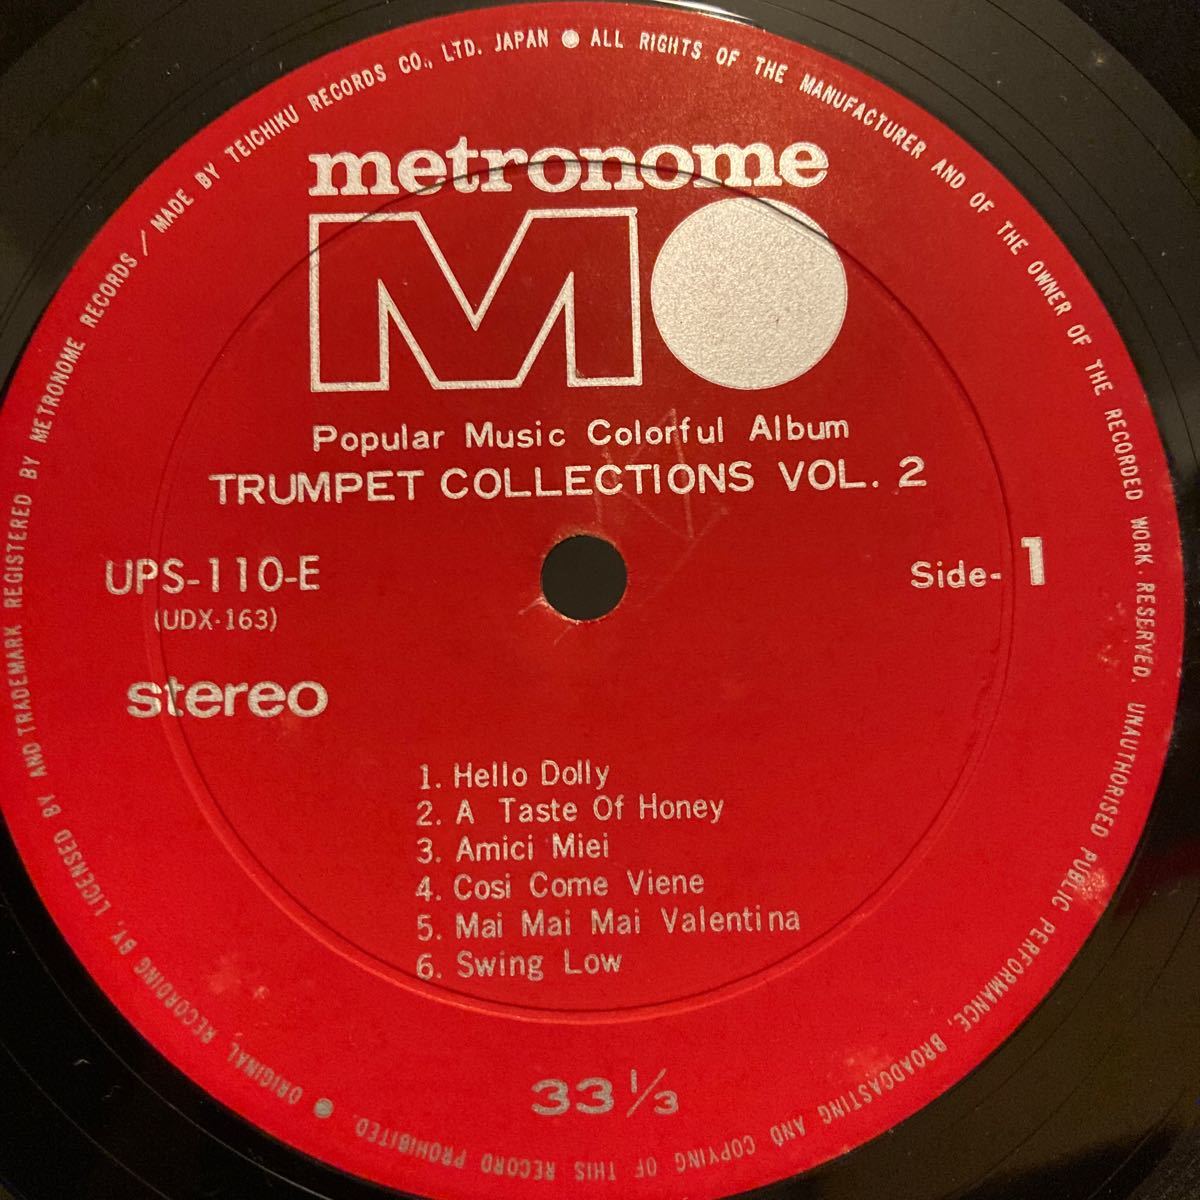 metronome
MO
Popular Music Colorful Album
TRUMPET COLLECTIONS VOL. 2
UPS-110-E
(UDX-163)
Side-1
stereo
1. Hello Dolly
2. A Taste Of Honey
3. Amici Miei
4. Cosi Come Viene
5. Mai Mai Mai Valentina
6. Swing Low
33 1/3
● ORIGINAL RECORDING BY, LICENSED BY AND TRADEMARK REGISTERED BY METRONOME RECORDS / MADE BY TEICHIKU RECORDS CO., LTD. JAPAN ● ALL RIGHTS OF THE MANUFACTURER AND OF THE OWNER OF THE RECORDED WORK RESERVED. UNAUTHORISED PUBLIC PERFORMANCE, BROADCASTING AND COPYING OF THIS RECORD PROHIBITED.